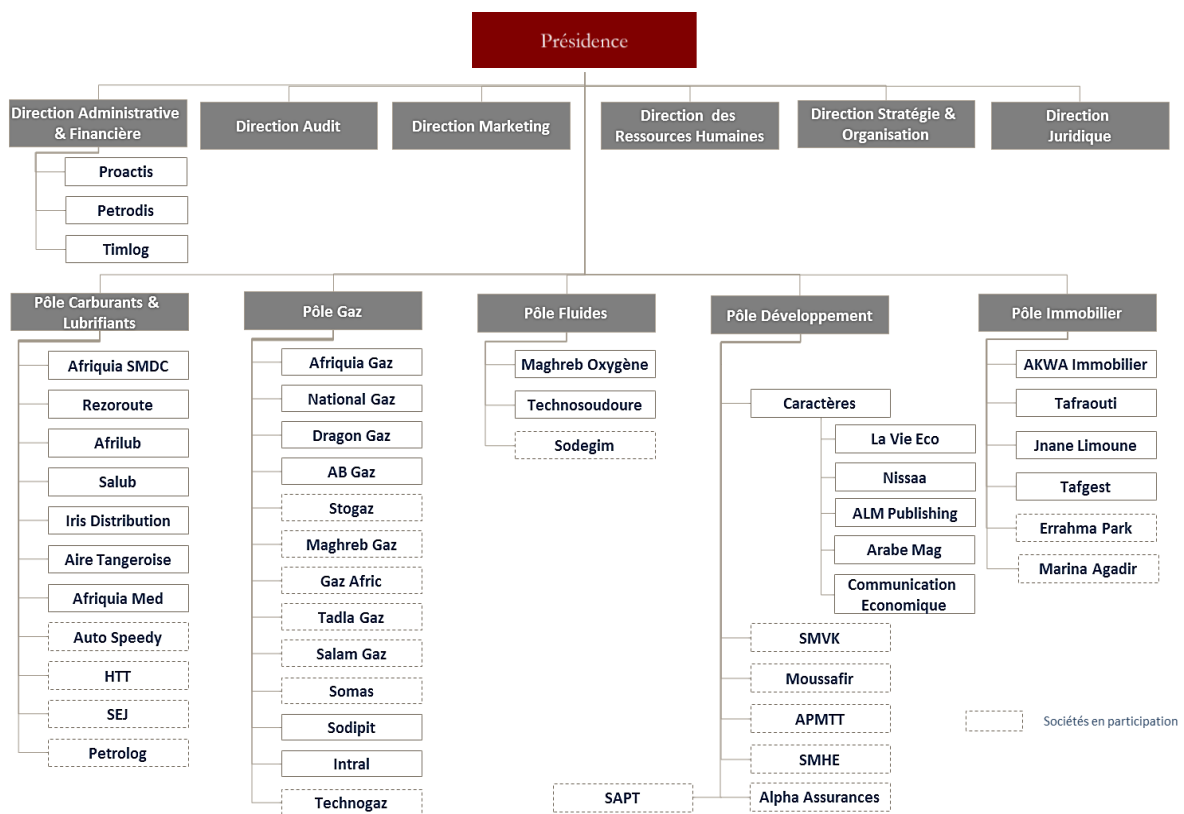 Présidence
Direction Administrative
& Financière
Direction Audit
Direction Marketing
Direction des
Ressources Humaines
Direction Stratégie &
Organisation
Direction
Juridique
Proactis
Petrodis
Timlog
Pôle Carburants &
Lubrifiants
Afriquia SMDC
Rezoroute
Afrilub
Salub
Iris Distribution
Aire Tangeroise
Afriquia Med
Auto Speedy
HTT
SEJ
Petrolog
Pôle Gaz
Afriquia Gaz
National Gaz
Dragon Gaz
AB Gaz
Stogaz
Maghreb Gaz
Gaz Afric
Tadla Gaz
Salam Gaz
Somas
Sodipit
Intral
Technogaz
Pôle Fluides
Maghreb Oxygène
Technosoudoure
Sodegim
Pôle Développement
Caractères
La Vie Eco
Nissaa
ALM Publishing
Arabe Mag
Communication
Economique
SMVK
Moussafir
APMTT
SMHE
SAPT
Alpha Assurances
Pôle Immobilier
AKWA Immobilier
Tafraouti
Jnane Limoune
Tafgest
Errahma Park
Marina Agadir
Sociétés en participation